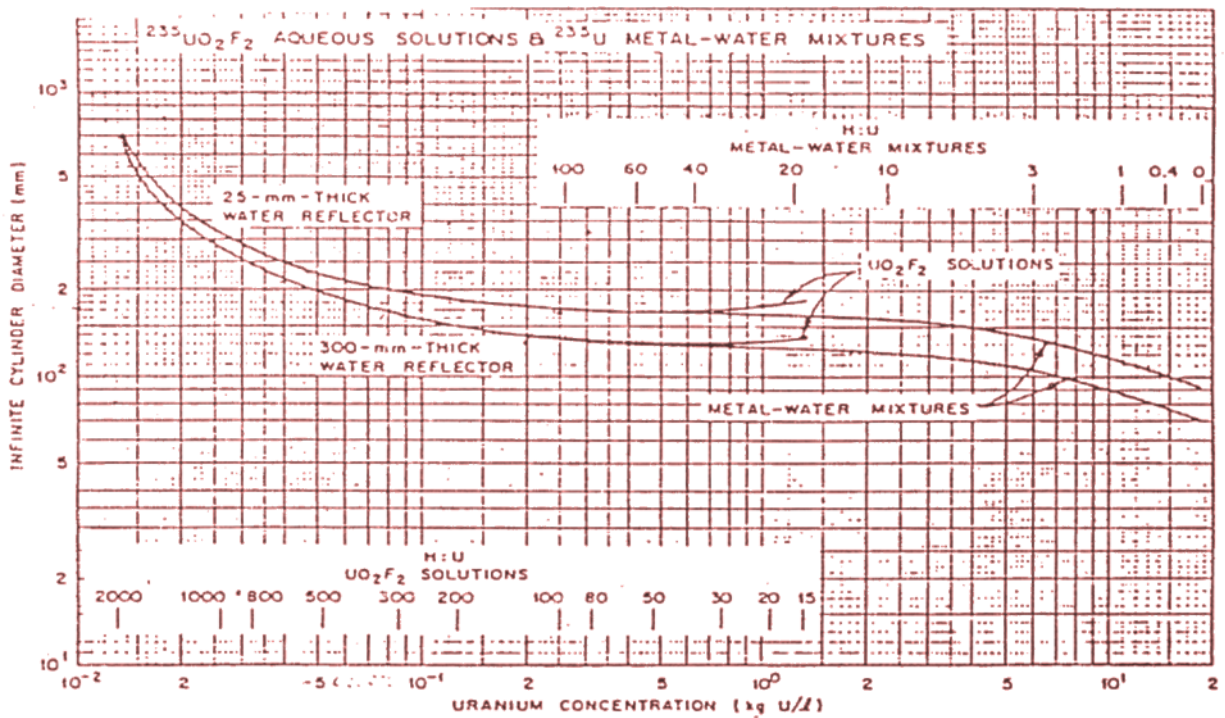 ²³⁵UO₂F₂ AQUEOUS SOLUTIONS & ²³⁵U METAL-WATER MIXTURES
10³
H:U
METAL-WATER MIXTURES
100 60 40 20 10 3 1 0.4 0
5
25-mm-THICK
WATER REFLECTOR
UO₂F₂ SOLUTIONS
2
300-mm-THICK
WATER REFLECTOR
10²
METAL-WATER MIXTURES
INFINITE CYLINDER DIAMETER (mm)
5
H:U
UO₂F₂ SOLUTIONS
2
2000 1000 800 500 300 200 100 80 50 30 20 15
10¹
10⁻² 2 5 10⁻¹ 2 5 10⁰ 2 5 10¹ 2
URANIUM CONCENTRATION (kg U/l)